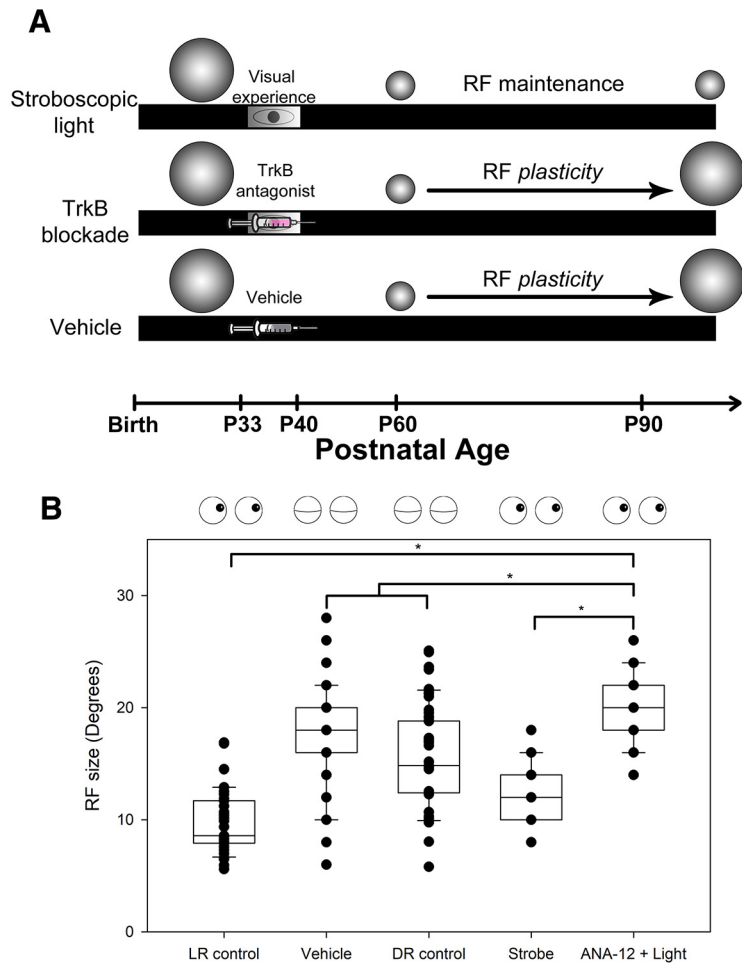 A
Stroboscopic
light
Visual
experience
RF maintenance
TrkB
blockade
TrkB
antagonist
RF plasticity
Vehicle
Vehicle
RF plasticity
Birth
P33
P40
P60
P90
Postnatal Age
B
*
*
*
30
20
10
0
RF size (Degrees)
LR control
Vehicle
DR control
Strobe
ANA-12 + Light